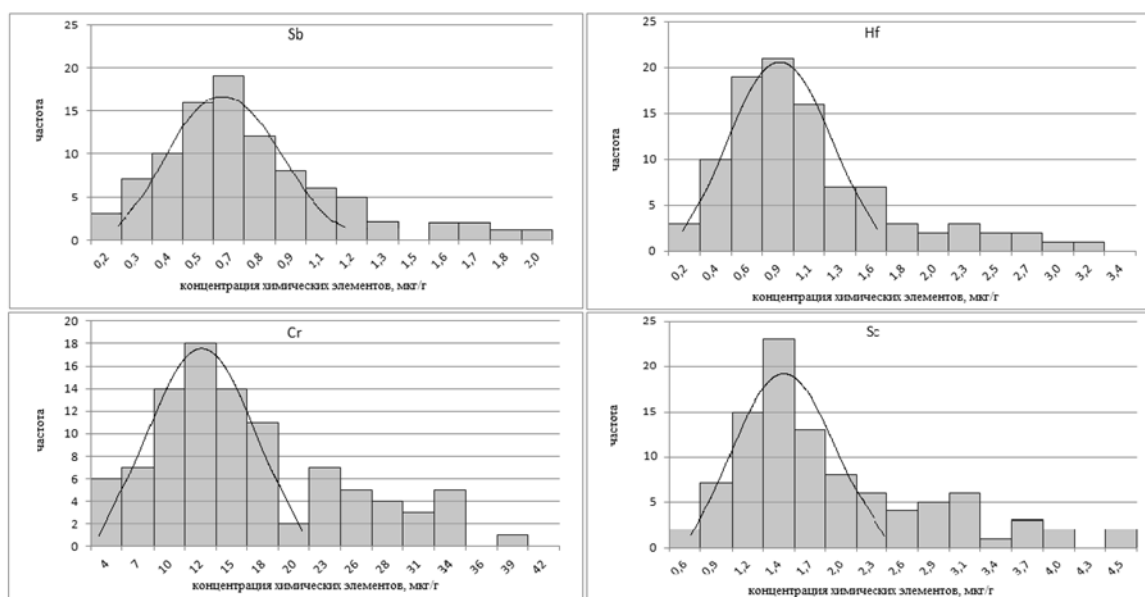 Sb
25
20
15
10
5
0
частота
0,2 0,3 0,4 0,5 0,7 0,8 0,9 1,1 1,2 1,3 1,5 1,6 1,7 1,8 2,0
концентрация химических элементов, мкг/г
Hf
25
20
15
10
5
0
частота
0,2 0,4 0,6 0,9 1,1 1,3 1,6 1,8 2,0 2,3 2,5 2,7 3,0 3,2 3,4
концентрация химических элементов, мкг/г
Cr
20
18
16
14
12
10
8
6
4
2
0
частота
4 7 10 12 15 18 20 23 26 28 31 34 36 39 42
концентрация химических элементов, мкг/г
Sc
25
20
15
10
5
0
частота
0,6 0,9 1,2 1,4 1,7 2,0 2,3 2,6 2,9 3,1 3,4 3,7 4,0 4,3 4,5
концентрация химических элементов, мкг/г